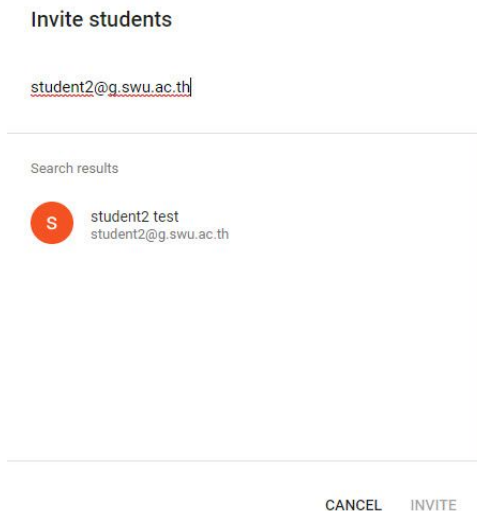 Invite students
student2@g.swu.ac.th
Search results
S
student2 test
student2@g.swu.ac.th
CANCEL INVITE